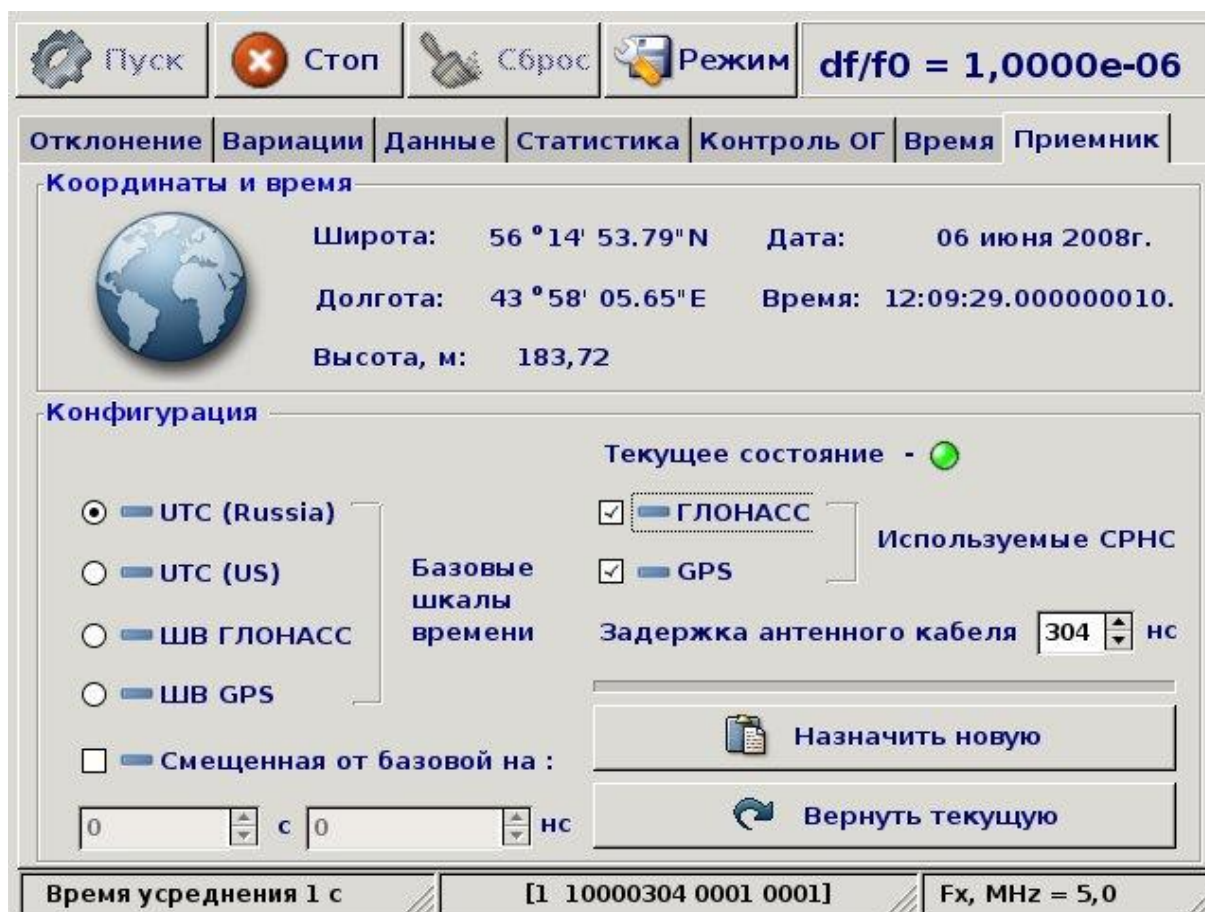 Пуск Стоп Сброс Режим df/f0 = 1,0000e-06
Отклонение Вариации Данные Статистика Контроль ОГ Время Приемник
Координаты и время
Широта: 56 °14' 53.79"N Дата: 06 июня 2008г.
Долгота: 43 °58' 05.65"E Время: 12:09:29.000000010.
Высота, м: 183,72
Конфигурация
Текущее состояние -
UTC (Russia)
UTC (US)
ШВ ГЛОНАСС
ШВ GPS
Базовые
шкалы
времени
ГЛОНАСС
GPS
Используемые СРНС
Задержка антенного кабеля 304 нс
Смещенная от базовой на :
0 с 0 нс
Назначить новую
Вернуть текущую
Время усреднения 1 с [1 10000304 0001 0001] Fx, MHz = 5,0